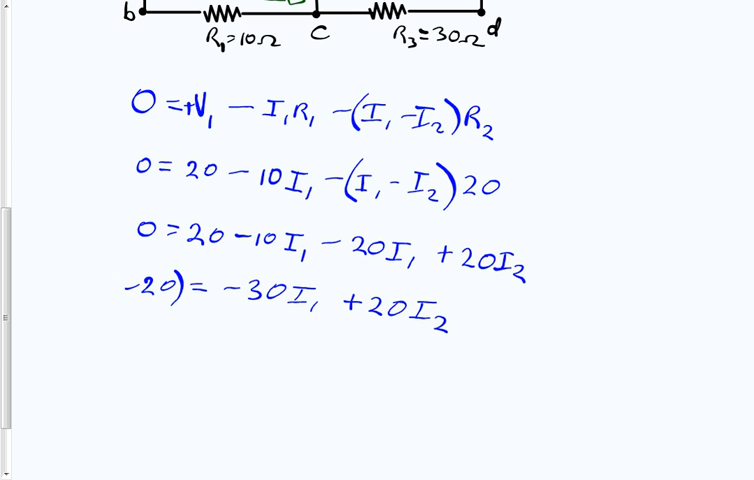 b
d
R₁=10Ω
C
R₃=30Ω
0 = +V₁ - I₁R₁ - (I₁ - I₂)R₂
0 = 20 - 10I₁ - (I₁ - I₂)20
0 = 20 - 10I₁ - 20I₁ + 20I₂
-20) = -30I₁ + 20I₂